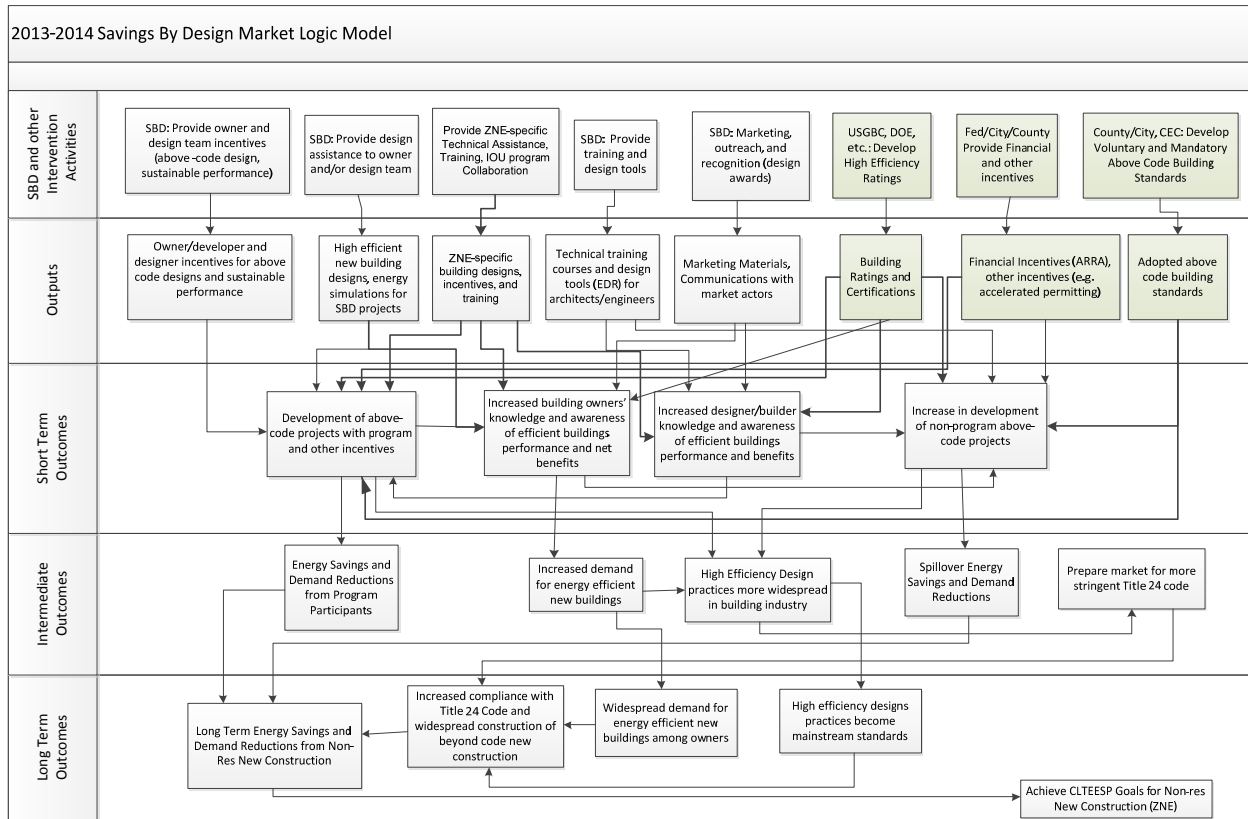 2013-2014 Savings By Design Market Logic Model
SBD and other
Intervention
Activities
SBD: Provide owner and
design team incentives
(above-code design,
sustainable performance)
SBD: Provide design
assistance to owner
and/or design team
Provide ZNE-specific
Technical Assistance,
Training, IOU program
Collaboration
SBD: Provide
training and
design tools
SBD: Marketing,
outreach, and
recognition (design
awards)
USGBC, DOE,
etc.: Develop
High Efficiency
Ratings
Fed/City/County
Provide Financial
and other
incentives
County/City, CEC: Develop
Voluntary and Mandatory
Above Code Building
Standards
Outputs
Owner/developer and
designer incentives for above
code designs and sustainable
performance
High efficient
new building
designs, energy
simulations for
SBD projects
ZNE-specific
building designs,
incentives, and
training
Technical training
courses and design
tools (EDR) for
architects/engineers
Marketing Materials,
Communications with
market actors
Building
Ratings and
Certifications
Financial Incentives (ARRA),
other incentives (e.g.
accelerated permitting)
Adopted above
code building
standards
Short Term
Outcomes
Development of above-
code projects with program
and other incentives
Increased building owners'
knowledge and awareness
of efficient buildings
performance and net
benefits
Increased designer/builder
knowledge and awareness
of efficient buildings
performance and benefits
Increase in development
of non-program above-
code projects
Intermediate
Outcomes
Energy Savings and
Demand Reductions
from Program
Participants
Increased demand
for energy efficient
new buildings
High Efficiency Design
practices more widespread
in building industry
Spillover Energy
Savings and Demand
Reductions
Prepare market for more
stringent Title 24 code
Long Term
Outcomes
Long Term Energy Savings and
Demand Reductions from Non-
Res New Construction
Increased compliance with
Title 24 Code and
widespread construction of
beyond code new
construction
Widespread demand for
energy efficient new
buildings among owners
High efficiency designs
practices become
mainstream standards
Achieve CLTEESP Goals for Non-res
New Construction (ZNE)